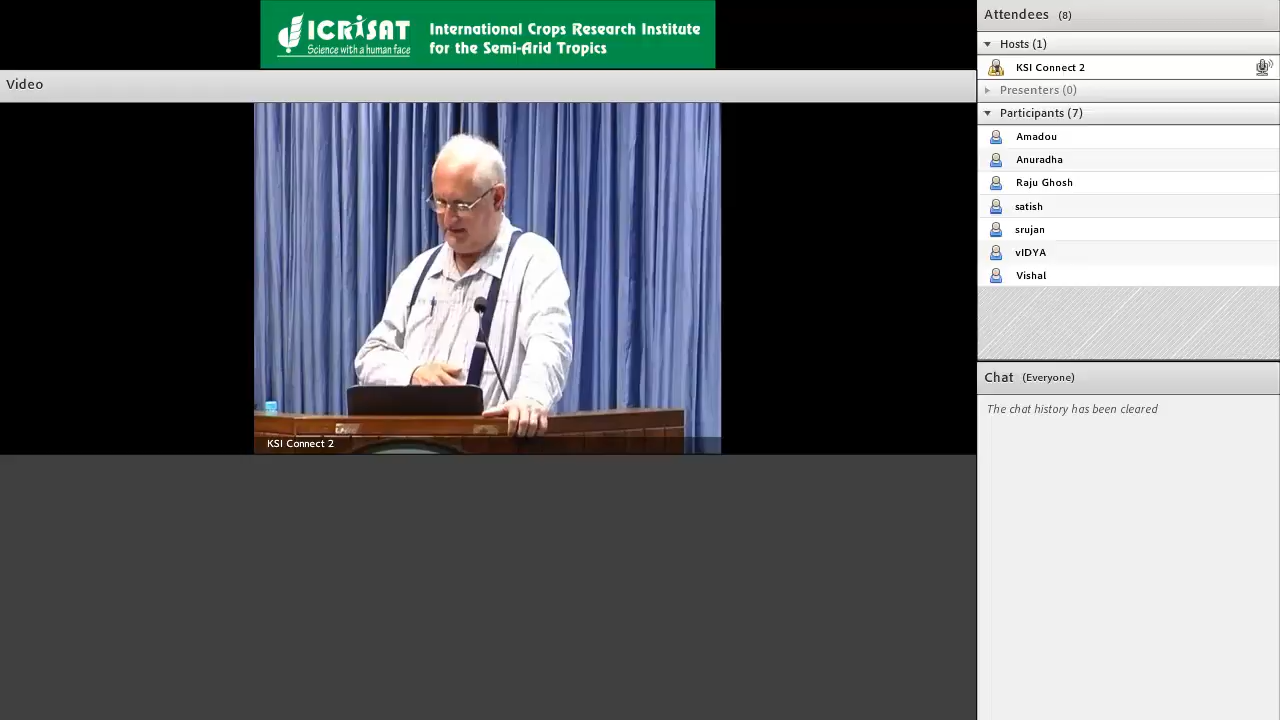 ICRISAT
Science with a human face
International Crops Research Institute
for the Semi-Arid Tropics
Video
KSI Connect 2
Attendees (8)
Hosts (1)
KSI Connect 2
Presenters (0)
Participants (7)
Amadou
Anuradha
Raju Ghosh
satish
srujan
vIDYA
Vishal
Chat (Everyone)
The chat history has been cleared